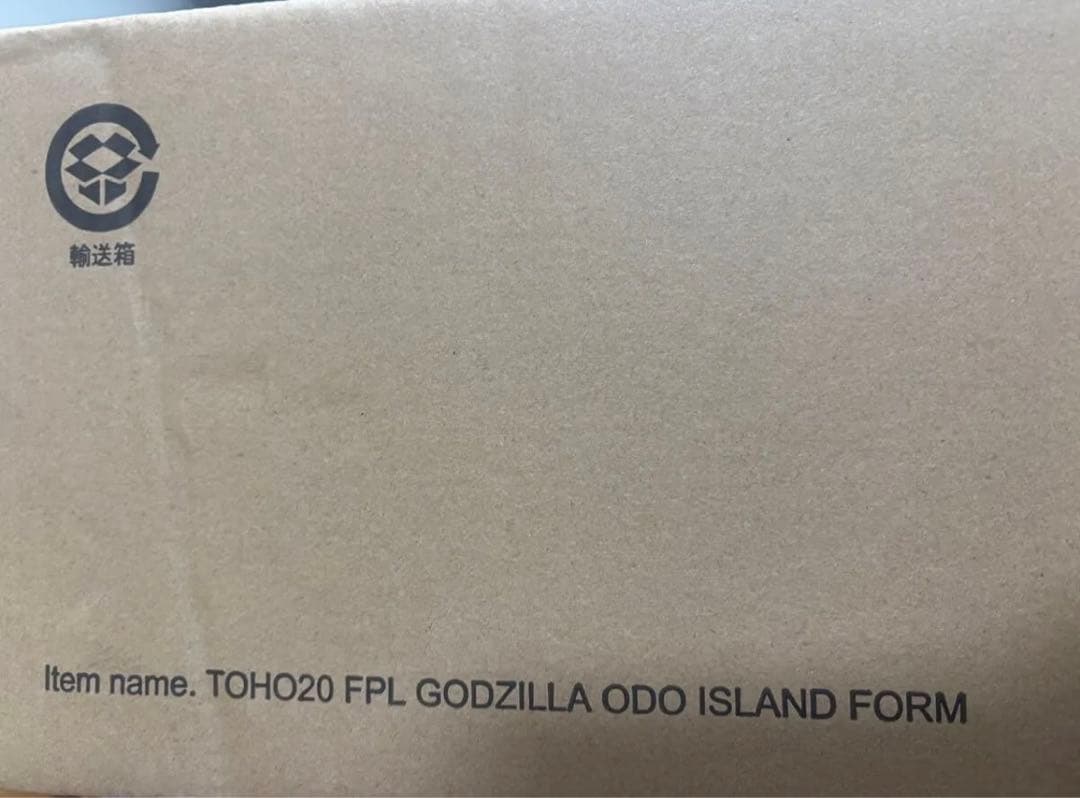 輸送箱
Item name. TOHO20 FPL GODZILLA ODO ISLAND FORM